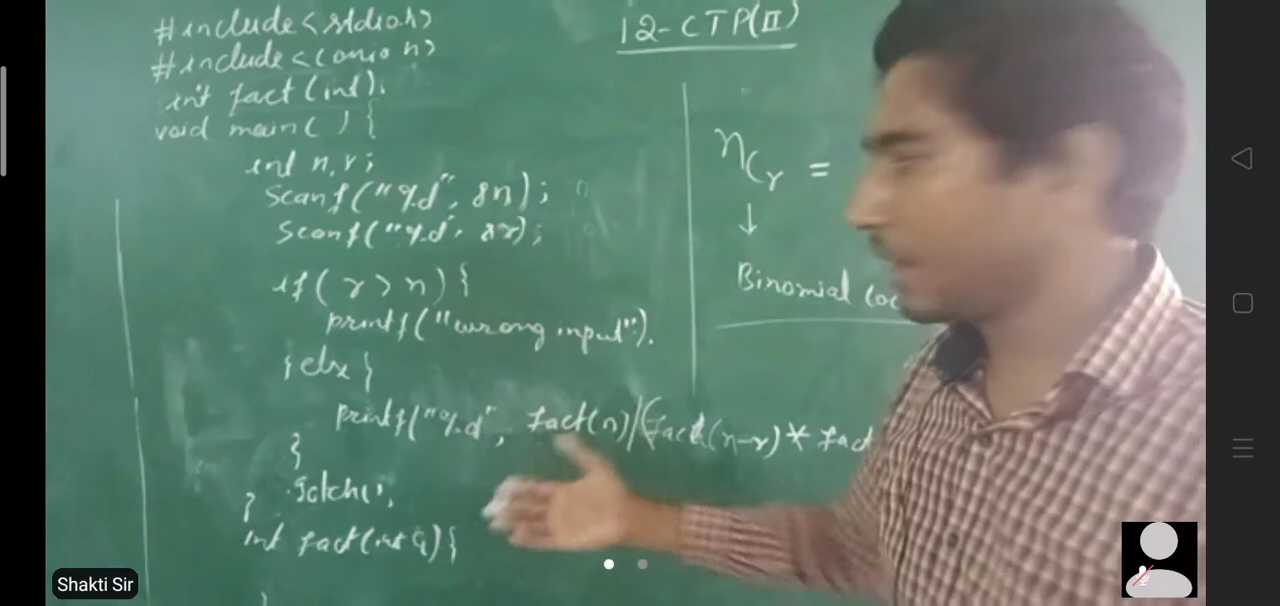 #include<stdio.h>
#include<conio.h>
int fact(int);
void main( ) {
int n, r;
scanf("%d", &n);
scanf("%d", &r);
if( r > n ) {
printf("wrong input").
} else {
printf("%d", fact(n)/(fact(n-r)* fact
}
getch();
}
int fact(int a){
}
12-CTP(II)
nCr =
↓
Binomial
Shakti Sir